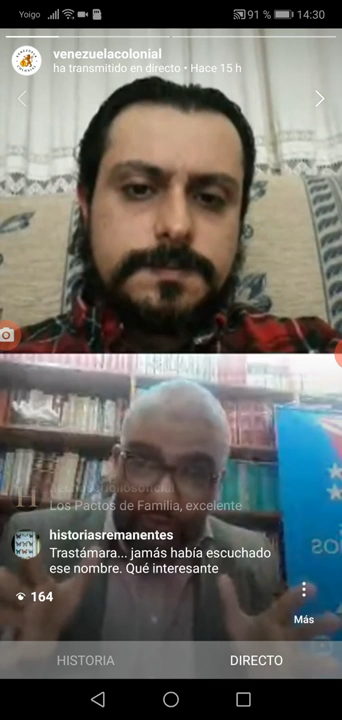 Yoigo 91 % 14:30
venezuelacolonial
ha transmitido en directo • Hace 15 h
Los Pactos de Familia, excelente
historiasremanentes
Trastámara... jamás había escuchado
ese nombre. Qué interesante
164
Más
HISTORIA DIRECTO